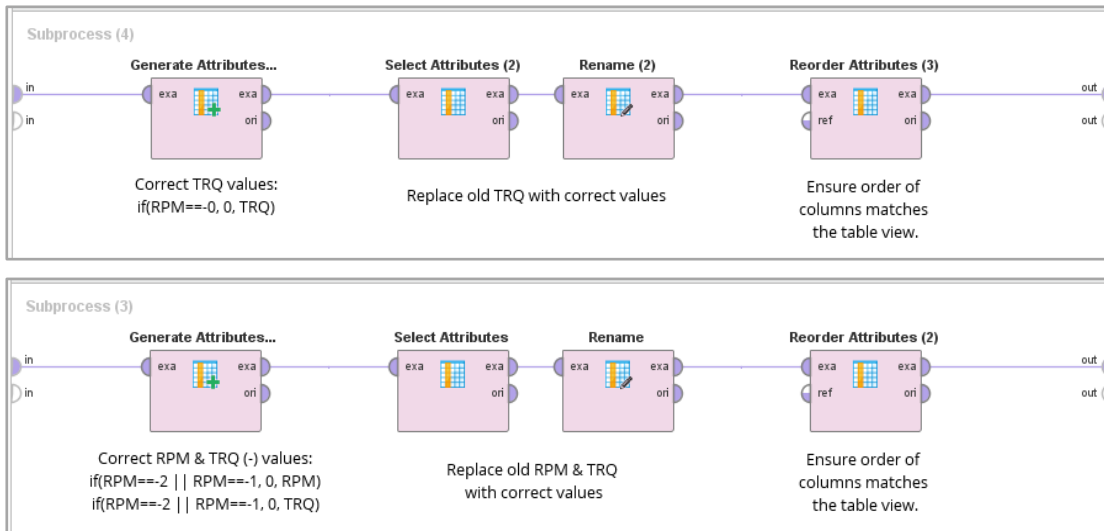 Subprocess (4)
Generate Attributes... Select Attributes (2) Rename (2) Reorder Attributes (3)
in exa exa exa exa exa exa exa exa out
in ori ori ori ref ori out
Correct TRQ values:
if(RPM==-0, 0, TRQ)
Replace old TRQ with correct values
Ensure order of
columns matches
the table view.
Subprocess (3)
Generate Attributes... Select Attributes Rename Reorder Attributes (2)
in exa exa exa exa exa exa exa exa out
in ori ori ori ref ori out
Correct RPM & TRQ (-) values:
if(RPM==-2 || RPM==-1, 0, RPM)
if(RPM==-2 || RPM==-1, 0, TRQ)
Replace old RPM & TRQ
with correct values
Ensure order of
columns matches
the table view.